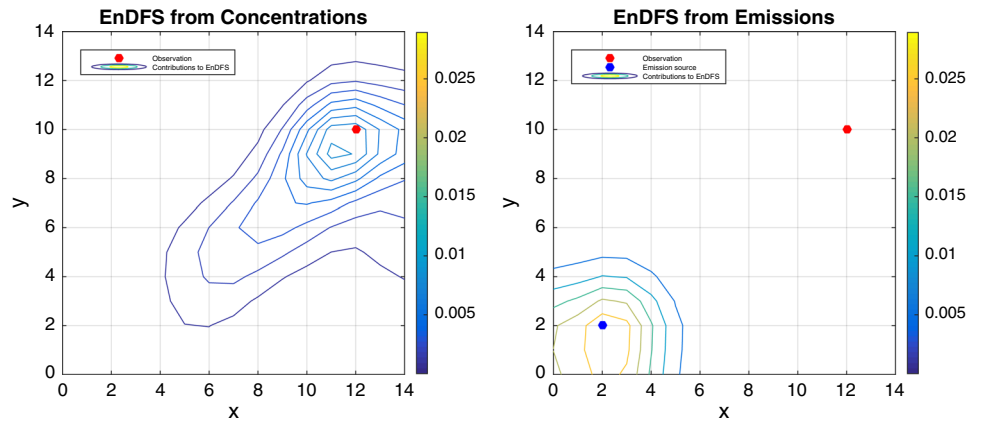 EnDFS from Concentrations
14
12
10
8
6
4
2
0
y
Observation
Contributions to EnDFS
0 2 4 6 8 10 12 14
x
0.025
0.02
0.015
0.01
0.005
EnDFS from Emissions
14
12
10
8
6
4
2
0
y
Observation
Emission source
Contributions to EnDFS
0 2 4 6 8 10 12 14
x
0.025
0.02
0.015
0.01
0.005